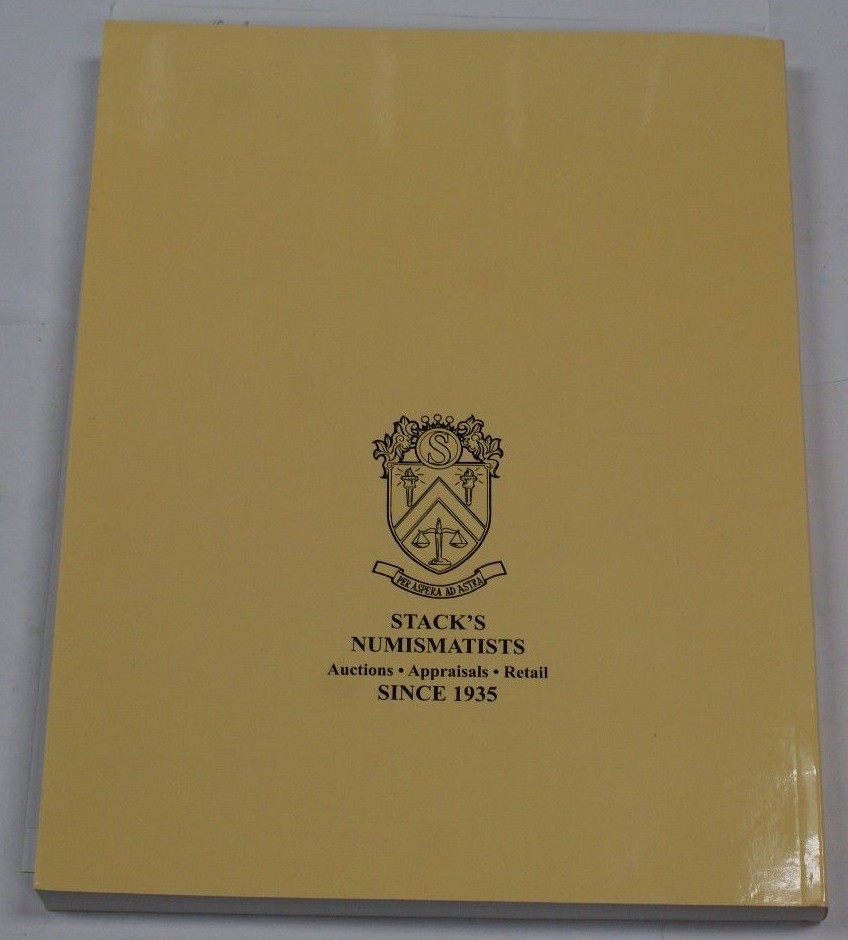 S
PER ASPERA AD ASTRA
STACK'S
NUMISMATISTS
Auctions • Appraisals • Retail
SINCE 1935